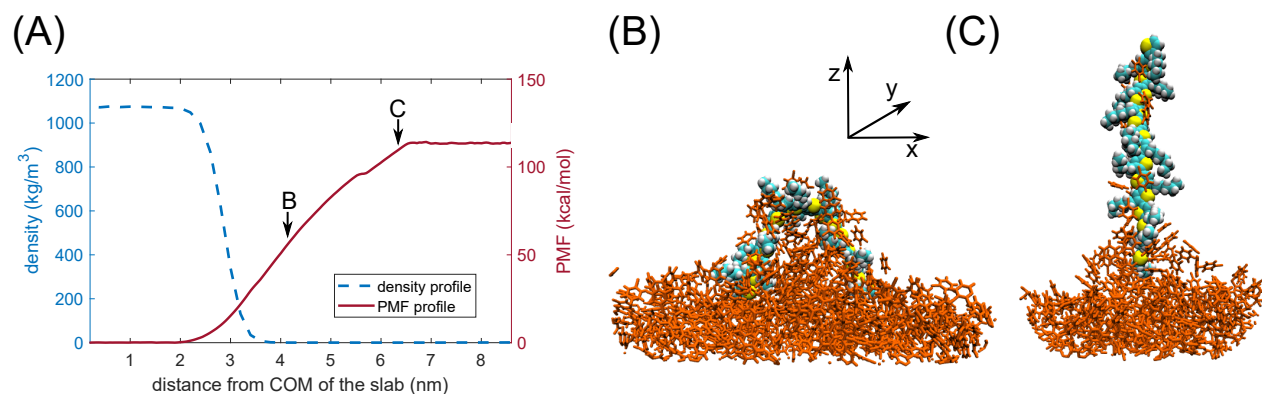 (A)
1200
1000
800
600
400
200
0
density (kg/m³)
1 2 3 4 5 6 7 8
distance from COM of the slab (nm)
150
100
50
0
PMF (kcal/mol)
B
C
density profile
PMF profile
(B)
z
y
x
(C)